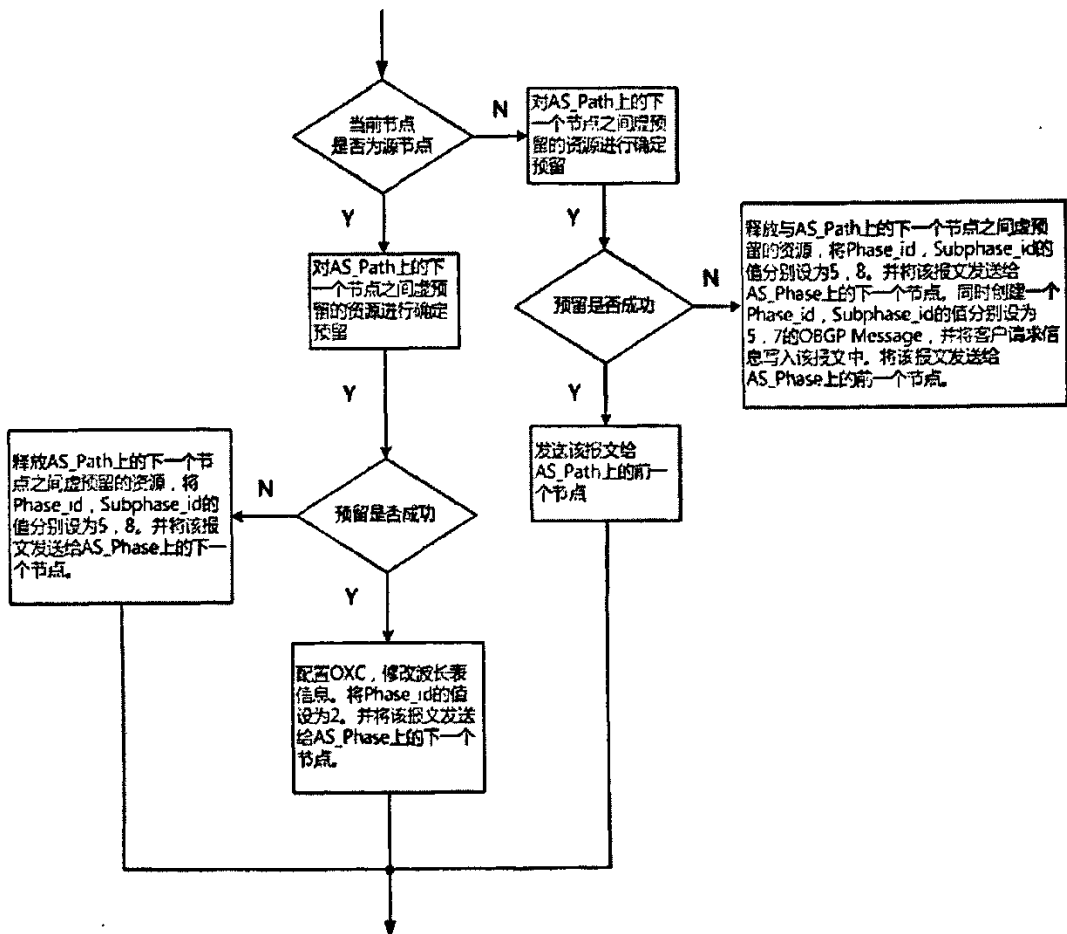 当前节点
是否为源节点
N
对AS_Path上的下
一个节点之间虚预
留的资源进行确定
预留
Y
Y
对AS_Path上的下
一个节点之间虚预
留的资源进行确定
预留
预留是否成功
N
释放与AS_Path上的下一个节点之间虚预
留的资源，将Phase_id，Subphase_id的
值分别设为5，8。并将该报文发送给
AS_Phase上的下一个节点。同时创建一个
Phase_id，Subphase_id的值分别设为
5，7的OBGP Message，并将客户请求信
息写入该报文中。将该报文发送给
AS_Phase上的前一个节点。
Y
Y
发送该报文给
AS_Path上的前一
个节点
释放AS_Path上的下一个节
点之间虚预留的资源，将
Phase_id，Subphase_id的
值分别设为5，8。并将该报
文发送给AS_Phase上的下一
个节点。
N
预留是否成功
Y
配置OXC，修改波长表
信息。将Phase_id的值
设为2。并将该报文发送
给AS_Phase上的下一个
节点。